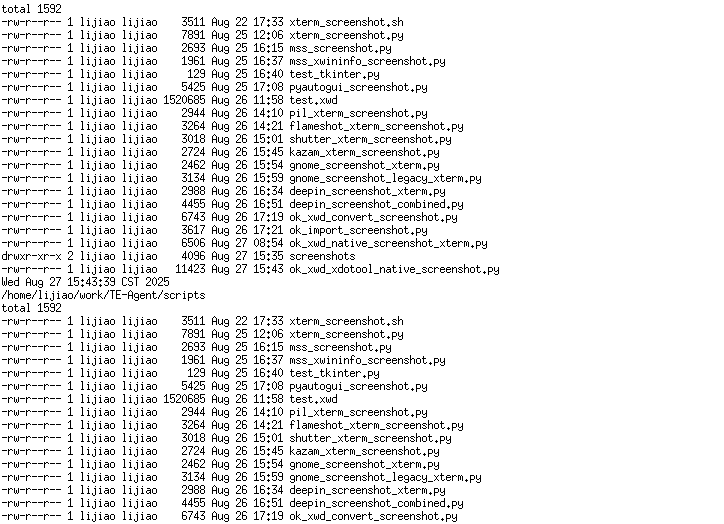 total 1592
-rw-r--r-- 1 lijiao lijiao    3511 Aug 22 17:33 xterm_screenshot.sh
-rw-r--r-- 1 lijiao lijiao    7891 Aug 25 12:06 xterm_screenshot.py
-rw-r--r-- 1 lijiao lijiao    2693 Aug 25 16:15 mss_screenshot.py
-rw-r--r-- 1 lijiao lijiao    1961 Aug 25 16:37 mss_xwininfo_screenshot.py
-rw-r--r-- 1 lijiao lijiao     129 Aug 25 16:40 test_tkinter.py
-rw-r--r-- 1 lijiao lijiao    5425 Aug 25 17:08 pyautogui_screenshot.py
-rw-r--r-- 1 lijiao lijiao 1520685 Aug 26 11:58 test.xwd
-rw-r--r-- 1 lijiao lijiao    2944 Aug 26 14:10 pil_xterm_screenshot.py
-rw-r--r-- 1 lijiao lijiao    3264 Aug 26 14:21 flameshot_xterm_screenshot.py
-rw-r--r-- 1 lijiao lijiao    3018 Aug 26 15:01 shutter_xterm_screenshot.py
-rw-r--r-- 1 lijiao lijiao    2724 Aug 26 15:45 kazam_xterm_screenshot.py
-rw-r--r-- 1 lijiao lijiao    2462 Aug 26 15:54 gnome_screenshot_xterm.py
-rw-r--r-- 1 lijiao lijiao    3134 Aug 26 15:59 gnome_screenshot_legacy_xterm.py
-rw-r--r-- 1 lijiao lijiao    2988 Aug 26 16:34 deepin_screenshot_xterm.py
-rw-r--r-- 1 lijiao lijiao    4455 Aug 26 16:51 deepin_screenshot_combined.py
-rw-r--r-- 1 lijiao lijiao    6743 Aug 26 17:19 ok_xwd_convert_screenshot.py
-rw-r--r-- 1 lijiao lijiao    3617 Aug 26 17:21 ok_import_screenshot.py
-rw-r--r-- 1 lijiao lijiao    6506 Aug 27 08:54 ok_xwd_native_screenshot_xterm.py
drwxr-xr-x 2 lijiao lijiao    4096 Aug 27 15:35 screenshots
-rw-r--r-- 1 lijiao lijiao   11423 Aug 27 15:43 ok_xwd_xdotool_native_screenshot.py
Wed Aug 27 15:43:39 CST 2025
/home/lijiao/work/TE-Agent/scripts
total 1592
-rw-r--r-- 1 lijiao lijiao    3511 Aug 22 17:33 xterm_screenshot.sh
-rw-r--r-- 1 lijiao lijiao    7891 Aug 25 12:06 xterm_screenshot.py
-rw-r--r-- 1 lijiao lijiao    2693 Aug 25 16:15 mss_screenshot.py
-rw-r--r-- 1 lijiao lijiao    1961 Aug 25 16:37 mss_xwininfo_screenshot.py
-rw-r--r-- 1 lijiao lijiao     129 Aug 25 16:40 test_tkinter.py
-rw-r--r-- 1 lijiao lijiao    5425 Aug 25 17:08 pyautogui_screenshot.py
-rw-r--r-- 1 lijiao lijiao 1520685 Aug 26 11:58 test.xwd
-rw-r--r-- 1 lijiao lijiao    2944 Aug 26 14:10 pil_xterm_screenshot.py
-rw-r--r-- 1 lijiao lijiao    3264 Aug 26 14:21 flameshot_xterm_screenshot.py
-rw-r--r-- 1 lijiao lijiao    3018 Aug 26 15:01 shutter_xterm_screenshot.py
-rw-r--r-- 1 lijiao lijiao    2724 Aug 26 15:45 kazam_xterm_screenshot.py
-rw-r--r-- 1 lijiao lijiao    2462 Aug 26 15:54 gnome_screenshot_xterm.py
-rw-r--r-- 1 lijiao lijiao    3134 Aug 26 15:59 gnome_screenshot_legacy_xterm.py
-rw-r--r-- 1 lijiao lijiao    2988 Aug 26 16:34 deepin_screenshot_xterm.py
-rw-r--r-- 1 lijiao lijiao    4455 Aug 26 16:51 deepin_screenshot_combined.py
-rw-r--r-- 1 lijiao lijiao    6743 Aug 26 17:19 ok_xwd_convert_screenshot.py